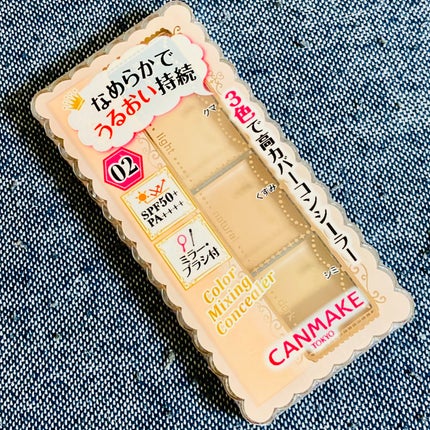 なめらかで
うるおい持続
02
SPF50+
PA++++
ミラー・
ブラシ付
3色で高カバーコンシーラー
light
クマ
natural
くすみ
シミ
Color
Mixing
Concealer
CANMAKE
TOKYO